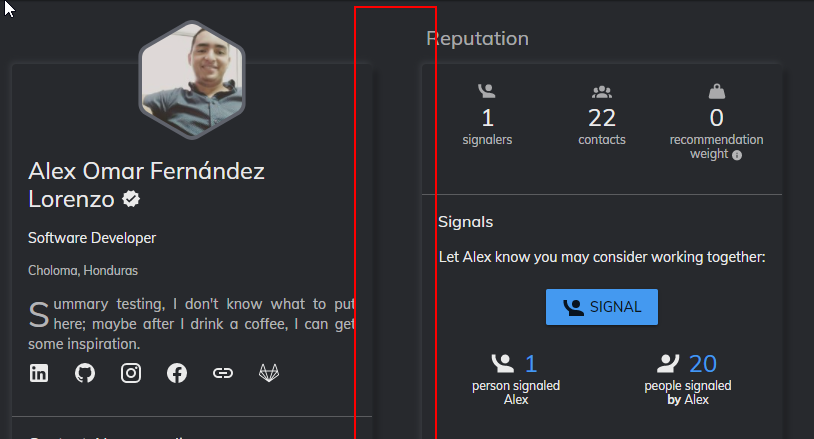 Reputation
Alex Omar Fernández
Lorenzo
Software Developer
Choloma, Honduras
Summary testing, I don't know what to put
here; maybe after I drink a coffee, I can get
some inspiration.
1
signalers
22
contacts
0
recommendation
weight
Signals
Let Alex know you may consider working together:
SIGNAL
1
person signaled
Alex
20
people signaled
by Alex